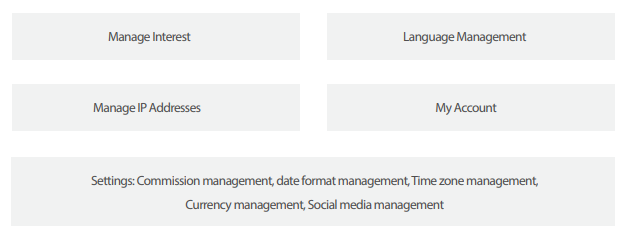 Manage Interest
Language Management
Manage IP Addresses
My Account
Settings: Commission management, date format management, Time zone management,
Currency management, Social media management